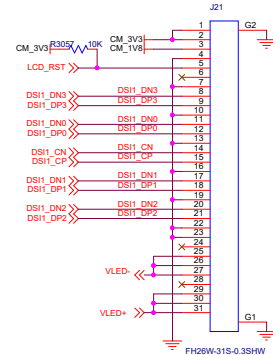 J21
1
G2
CM_3V3
2
CM_3V3 R3057 10K CM_1V8
3
4
LCD_RST
5
6
7
DSI1_DN3 DSI1_DN3
8
DSI1_DP3 DSI1_DP3
9
10
DSI1_DN0 DSI1_DN0
11
DSI1_DP0 DSI1_DP0
12
13
DSI1_CN DSI1_CN
14
DSI1_CP DSI1_CP
15
16
DSI1_DN1 DSI1_DN1
17
DSI1_DP1 DSI1_DP1
18
19
DSI1_DN2 DSI1_DN2
20
DSI1_DP2 DSI1_DP2
21
22
23
24
25
26
VLED-
27
28
29
30
VLED+
31
G1
FH26W-31S-0.3SHW